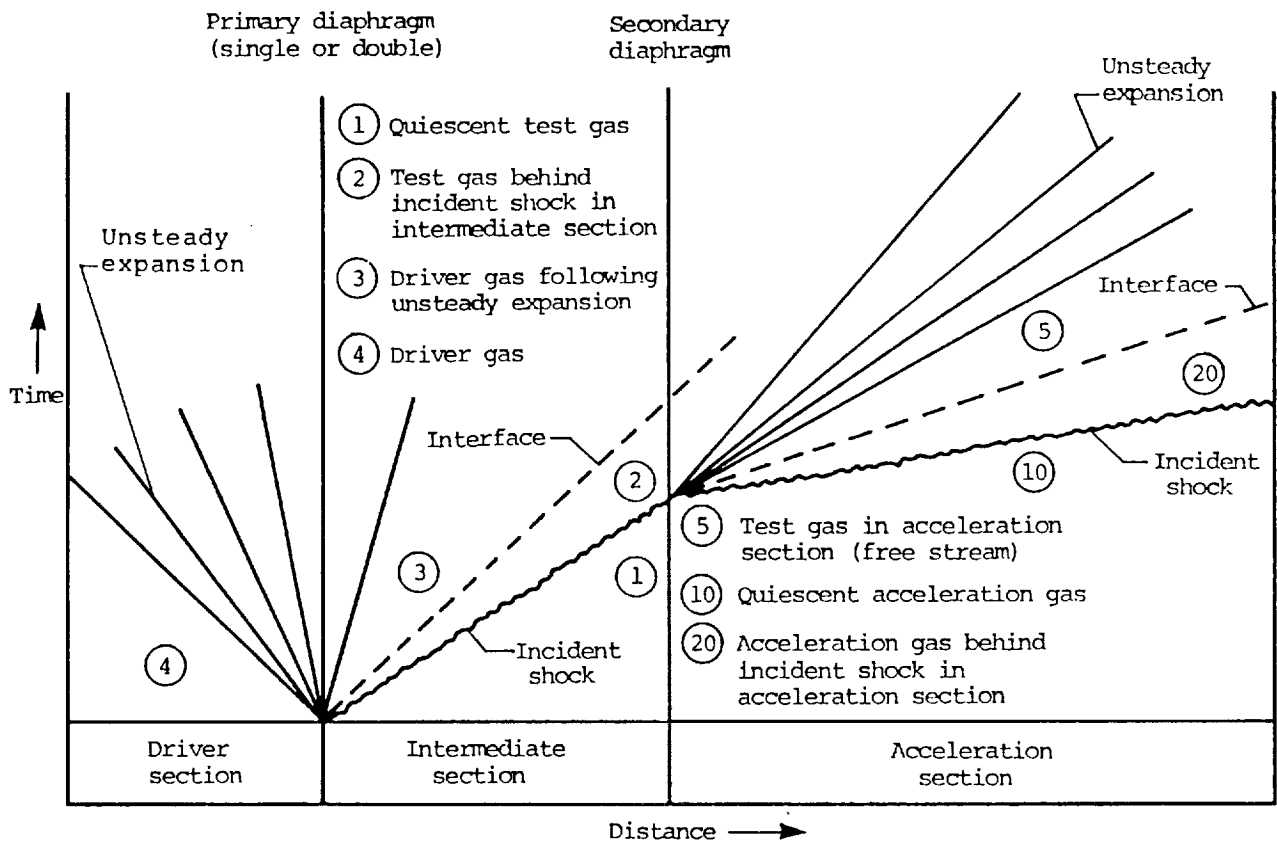 Primary diaphragm
(single or double)
Secondary
diaphragm
Unsteady
expansion
1 Quiescent test gas
2 Test gas behind
incident shock in
intermediate section
Unsteady
expansion
3 Driver gas following
unsteady expansion
4 Driver gas
Time
Interface
5
20
Interface
2
10
Incident
shock
3
1
4
Incident
shock
5 Test gas in acceleration
section (free stream)
10 Quiescent acceleration gas
20 Acceleration gas behind
incident shock in
acceleration section
Driver
section
Intermediate
section
Acceleration
section
Distance